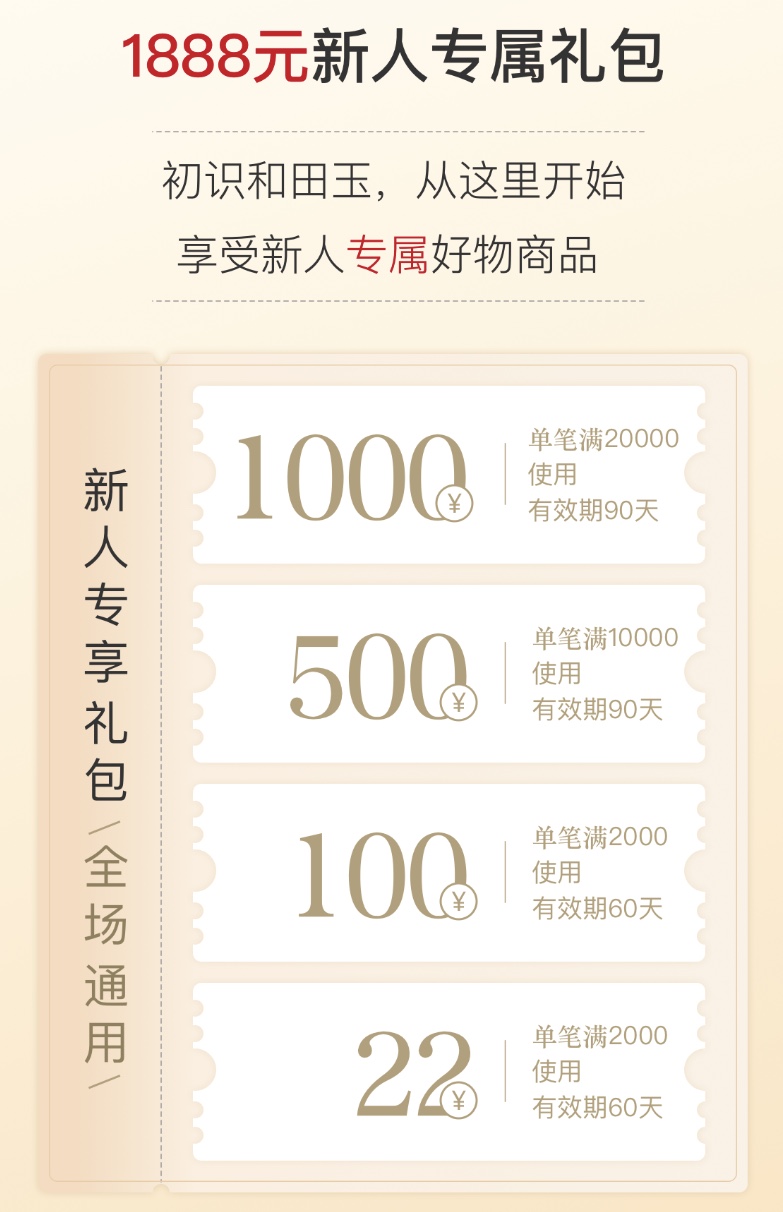 1888元新人专属礼包
初识和田玉，从这里开始
享受新人专属好物商品
新人专享礼包/全场通用/
1000¥
单笔满20000
使用
有效期90天
500¥
单笔满10000
使用
有效期90天
100¥
单笔满2000
使用
有效期60天
22¥
单笔满2000
使用
有效期60天